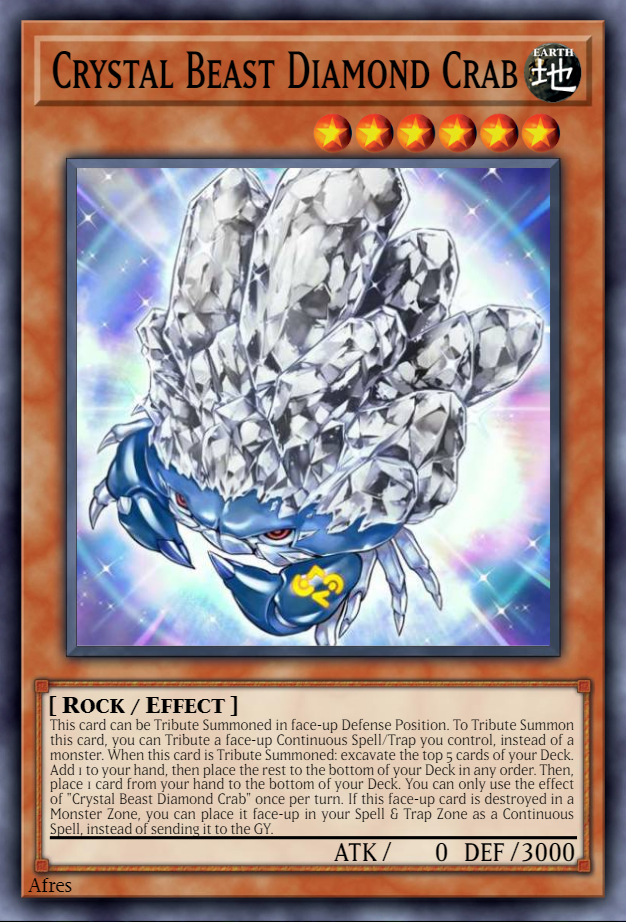 Crystal Beast Diamond Crab
EARTH
地
[ Rock / Effect ]
This card can be Tribute Summoned in face-up Defense Position. To Tribute Summon
this card, you can Tribute a face-up Continuous Spell/Trap you control, instead of a
monster. When this card is Tribute Summoned: excavate the top 5 cards of your Deck.
Add 1 to your hand, then place the rest to the bottom of your Deck in any order. Then,
place 1 card from your hand to the bottom of your Deck. You can only use the effect
of "Crystal Beast Diamond Crab" once per turn. If this face-up card is destroyed in a
Monster Zone, you can place it face-up in your Spell & Trap Zone as a Continuous
Spell, instead of sending it to the GY.
ATK / 0 DEF /3000
Afres